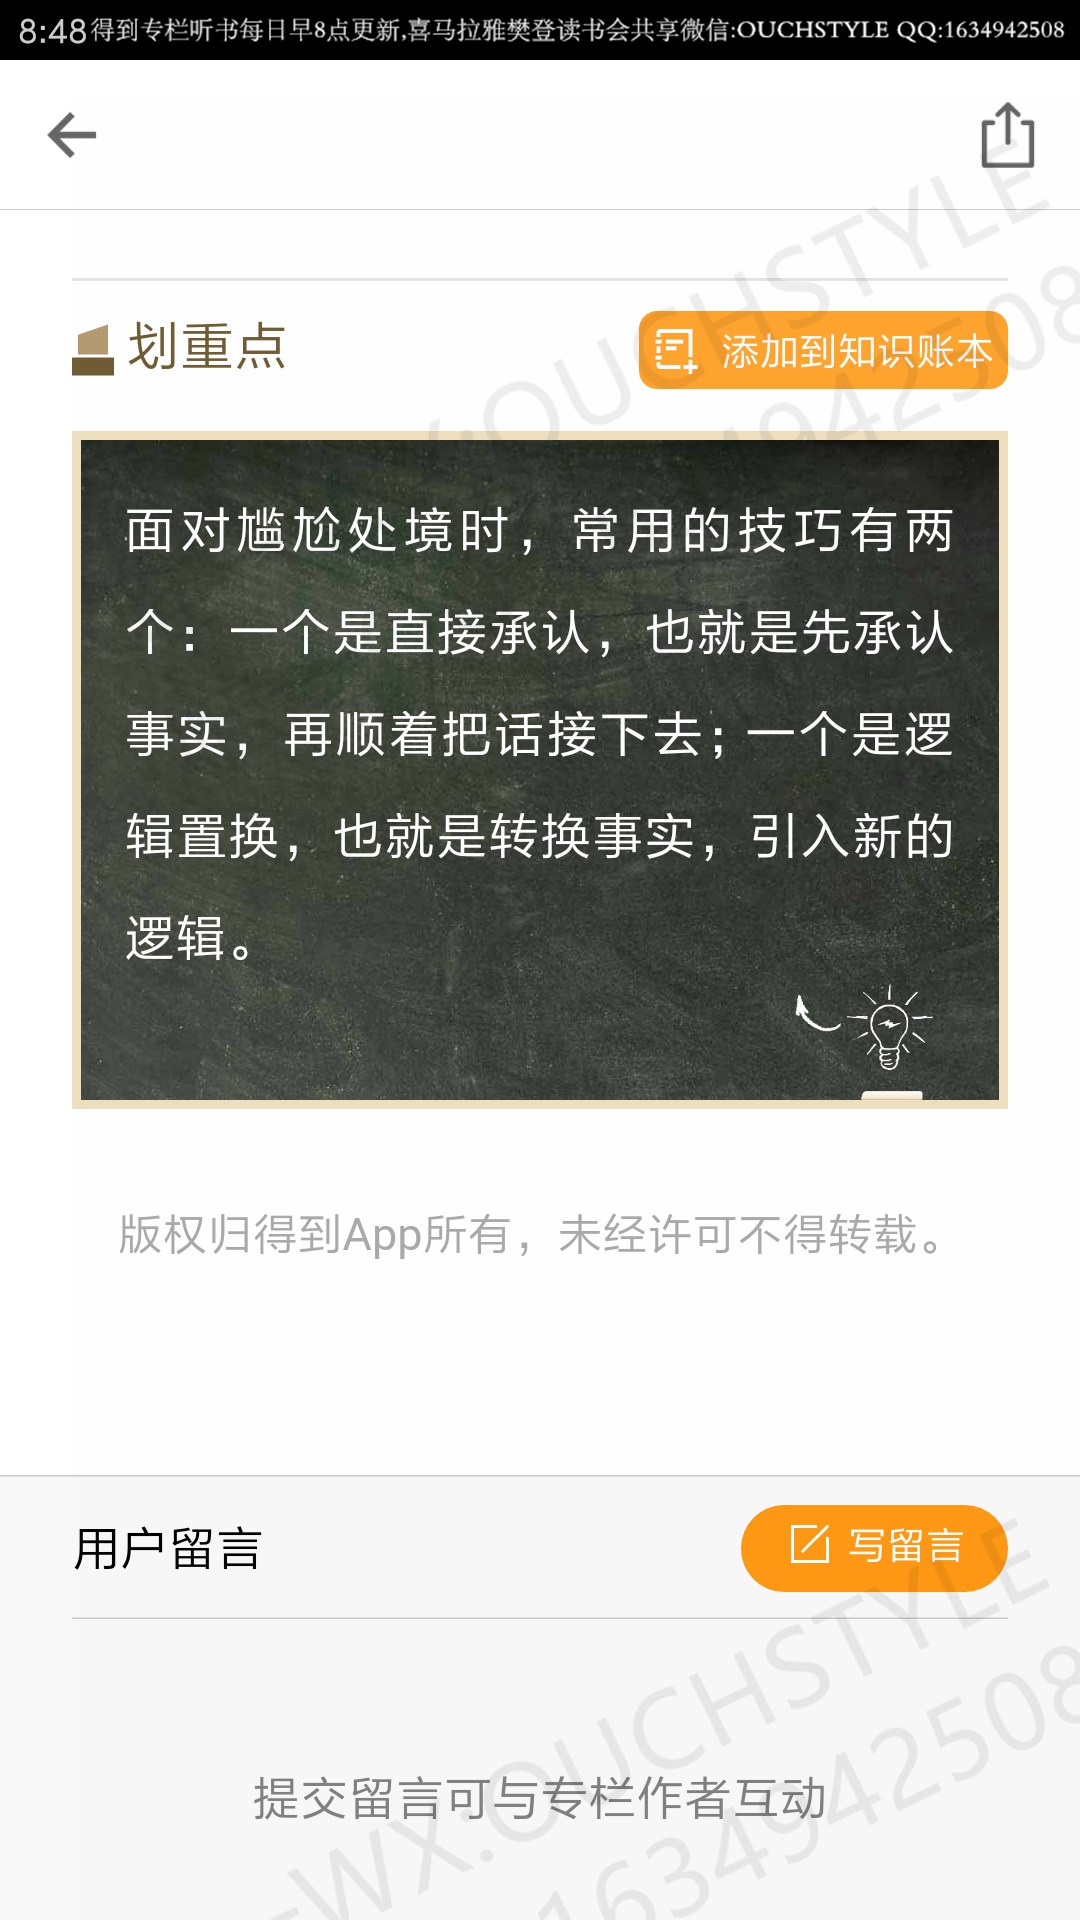 8:48得到专栏听书每日早8点更新,喜马拉雅樊登读书会共享微信:OUCHSTYLE QQ:1634942508
划重点
添加到知识账本
面对尴尬处境时，常用的技巧有两
个：一个是直接承认，也就是先承认
事实，再顺着把话接下去；一个是逻
辑置换，也就是转换事实，引入新的
逻辑。
版权归得到App所有，未经许可不得转载。
用户留言
写留言
提交留言可与专栏作者互动
WX:OUCHSTYLE
1634942508